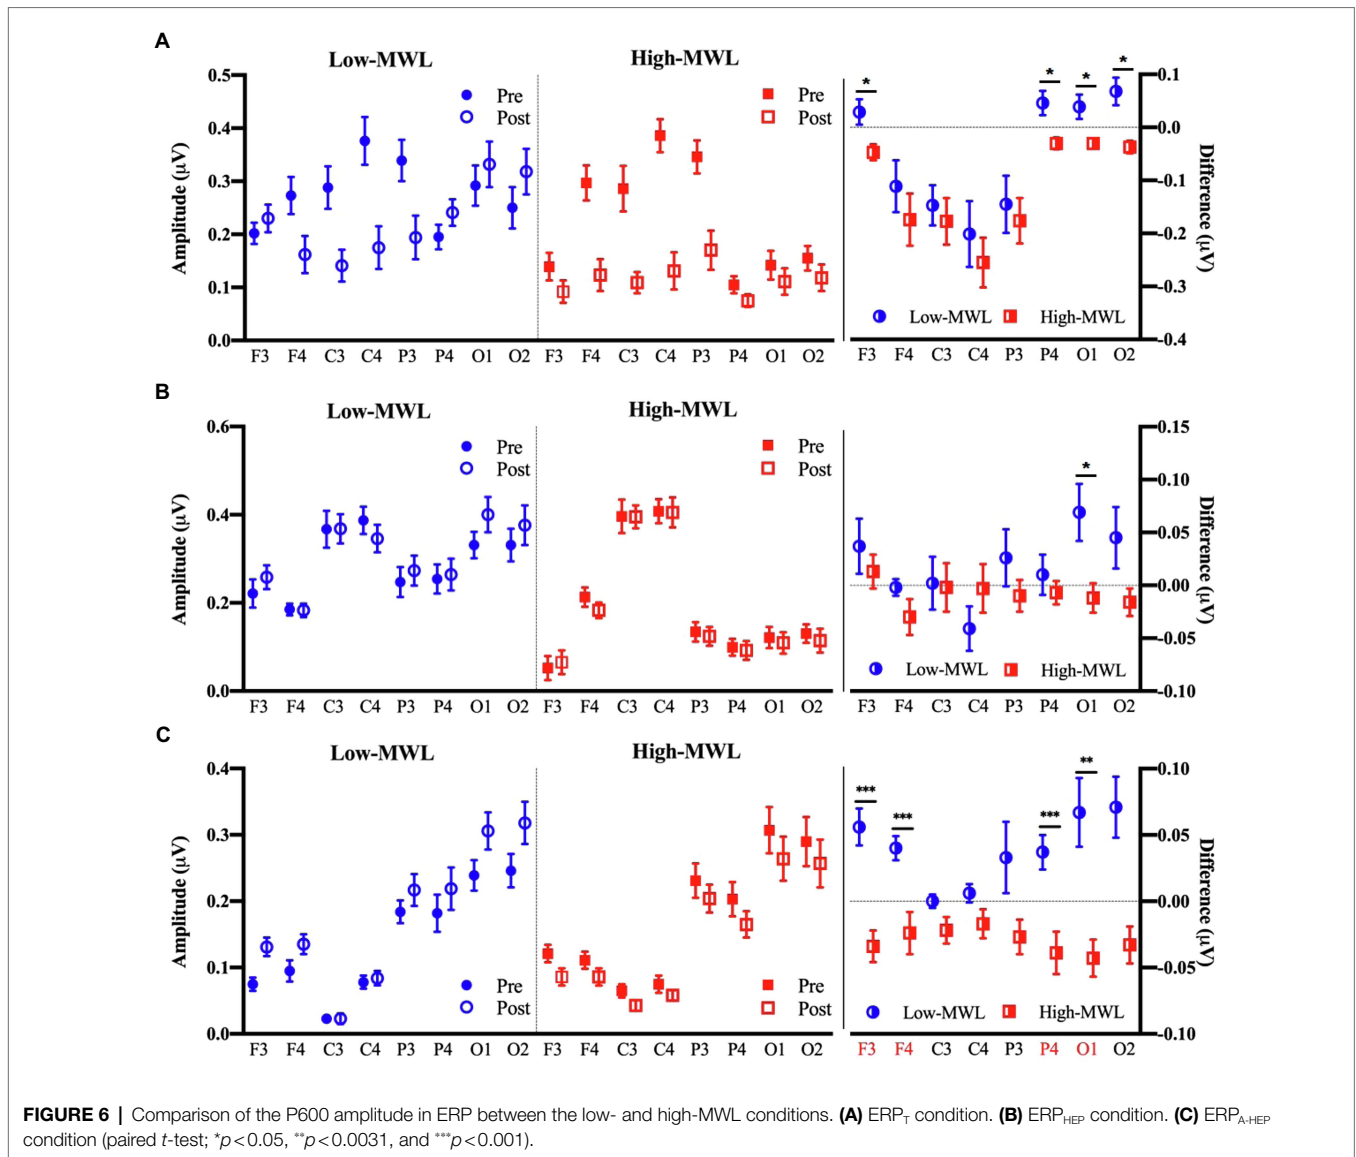 A
Low-MWL
High-MWL
0.5
0.4
0.3
0.2
0.1
0.0
Amplitude (μV)
Pre
Post
Pre
Post
F3 F4 C3 C4 P3 P4 O1 O2
F3 F4 C3 C4 P3 P4 O1 O2
* * * *
0.1
0.0
-0.1
-0.2
-0.3
-0.4
Difference (μV)
Low-MWL High-MWL
F3 F4 C3 C4 P3 P4 O1 O2
B
Low-MWL
High-MWL
0.6
0.4
0.2
0.0
Amplitude (μV)
Pre
Post
Pre
Post
F3 F4 C3 C4 P3 P4 O1 O2
F3 F4 C3 C4 P3 P4 O1 O2
*
0.15
0.10
0.05
0.00
-0.05
-0.10
Difference (μV)
Low-MWL High-MWL
F3 F4 C3 C4 P3 P4 O1 O2
C
Low-MWL
High-MWL
0.4
0.3
0.2
0.1
0.0
Amplitude (μV)
Pre
Post
Pre
Post
F3 F4 C3 C4 P3 P4 O1 O2
F3 F4 C3 C4 P3 P4 O1 O2
*** *** *** **
0.10
0.05
0.00
-0.05
-0.10
Difference (μV)
Low-MWL High-MWL
F3 F4 C3 C4 P3 P4 O1 O2
FIGURE 6 | Comparison of the P600 amplitude in ERP between the low- and high-MWL conditions. (A) ERPT condition. (B) ERPHEP condition. (C) ERPA-HEP
condition (paired t-test; *p<0.05, **p<0.0031, and ***p<0.001).